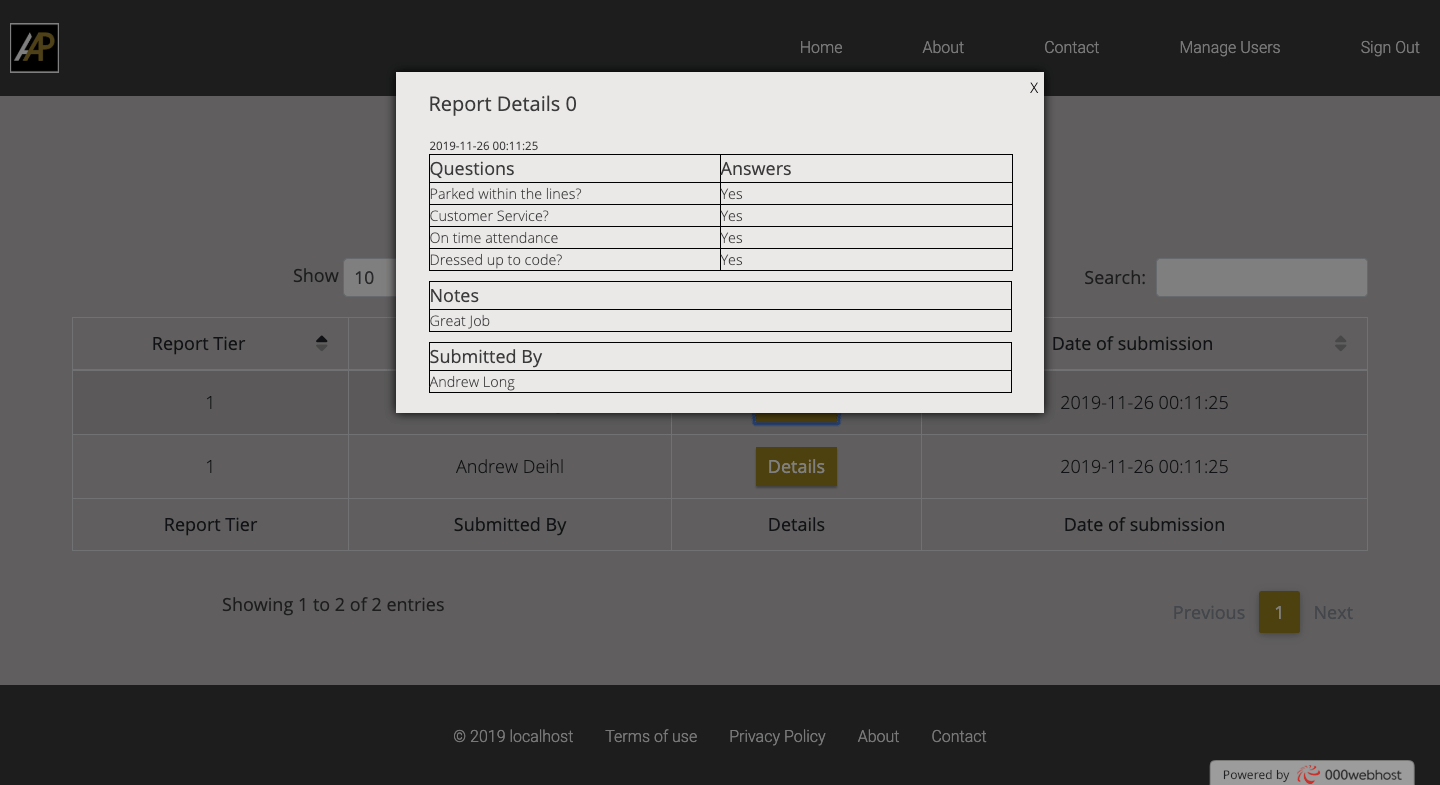 AAP
Home About Contact Manage Users Sign Out
X
Report Details 0
2019-11-26 00:11:25
Questions Answers
Parked within the lines? Yes
Customer Service? Yes
On time attendance Yes
Dressed up to code? Yes
Notes
Great Job
Submitted By
Andrew Long
Show 10 Search:
Report Tier Date of submission
1 2019-11-26 00:11:25
1 Andrew Deihl Details 2019-11-26 00:11:25
Report Tier Submitted By Details Date of submission
Showing 1 to 2 of 2 entries
Previous 1 Next
© 2019 localhost Terms of use Privacy Policy About Contact
Powered by 000webhost